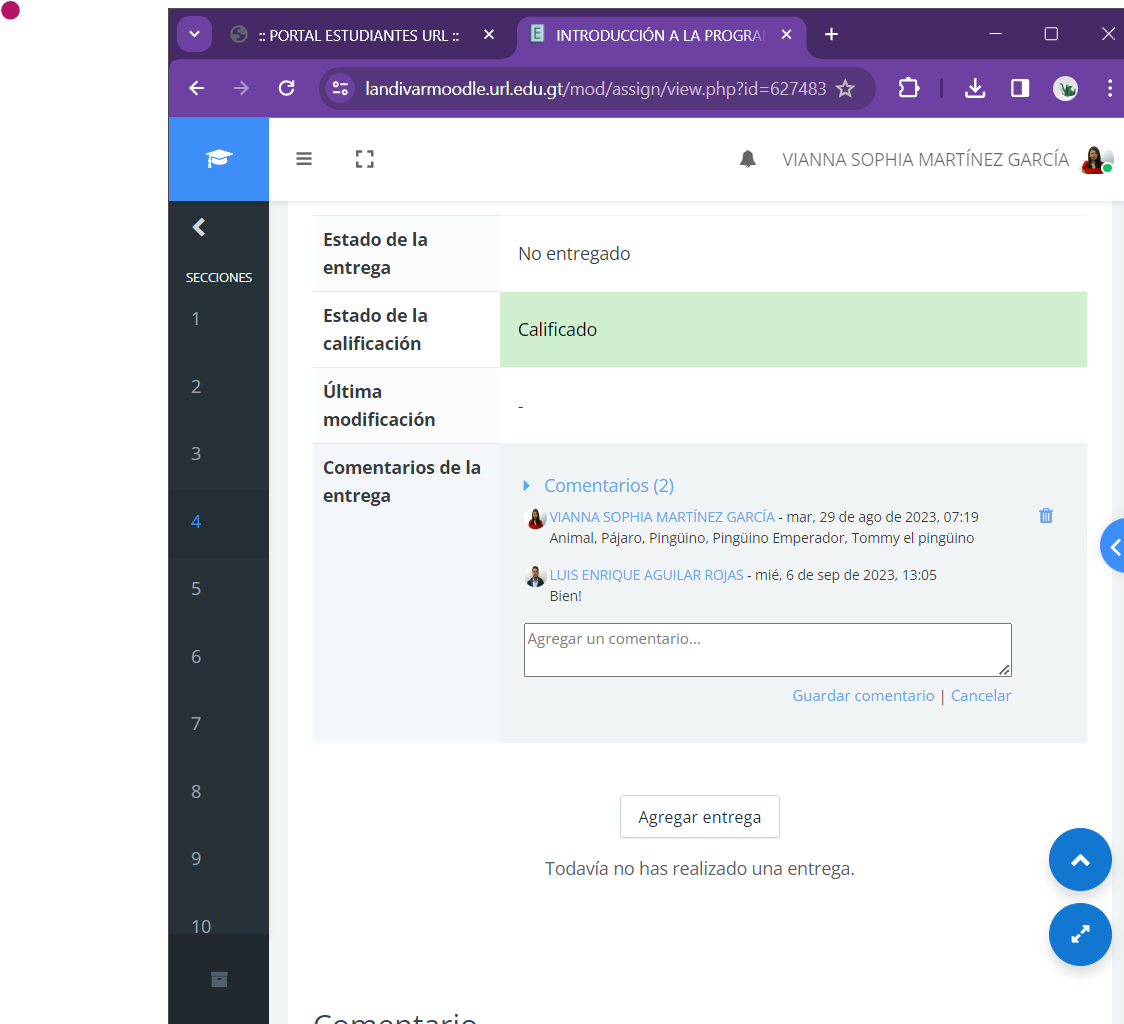 :: PORTAL ESTUDIANTES URL ::
INTRODUCCIÓN A LA PROGRA
landivarmoodle.url.edu.gt/mod/assign/view.php?id=627483
VIANNA SOPHIA MARTÍNEZ GARCÍA
SECCIONES
1
2
3
4
5
6
7
8
9
10
Estado de la
entrega
No entregado
Estado de la
calificación
Calificado
Última
modificación
-
Comentarios de la
entrega
Comentarios (2)
VIANNA SOPHIA MARTÍNEZ GARCÍA - mar, 29 de ago de 2023, 07:19
Animal, Pájaro, Pingüino, Pingüino Emperador, Tommy el pingüino
LUIS ENRIQUE AGUILAR ROJAS - mié, 6 de sep de 2023, 13:05
Bien!
Agregar un comentario...
Guardar comentario | Cancelar
Agregar entrega
Todavía no has realizado una entrega.
Comentario